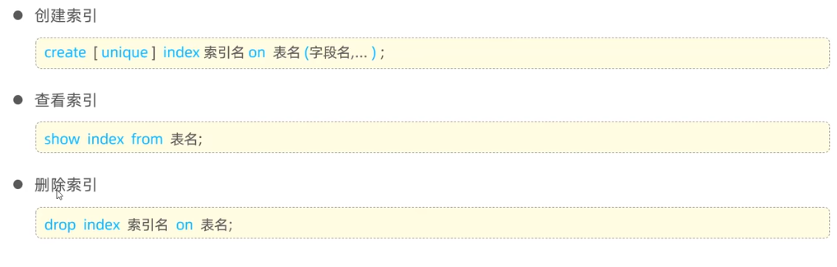 创建索引
create [ unique ] index 索引名 on 表名 (字段名,... ) ;
查看索引
show index from 表名;
删除索引
drop index 索引名 on 表名;